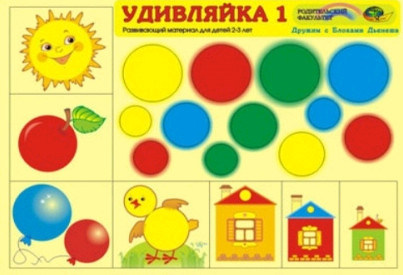 УДИВЛЯЙКА 1
Развивающий материал для детей 2-3 лет
РОДИТЕЛЬСКИЙ
ФАКУЛЬТЕТ
Дружим с Блоками Дьенеша